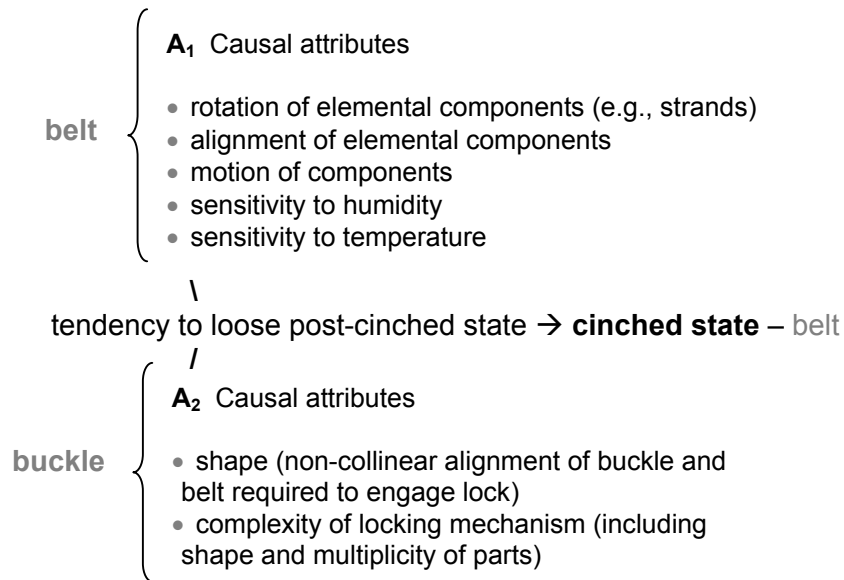 A₁ Causal attributes
belt
• rotation of elemental components (e.g., strands)
• alignment of elemental components
• motion of components
• sensitivity to humidity
• sensitivity to temperature
\
tendency to loose post-cinched state → cinched state – belt
/
A₂ Causal attributes
buckle
• shape (non-collinear alignment of buckle and
belt required to engage lock)
• complexity of locking mechanism (including
shape and multiplicity of parts)